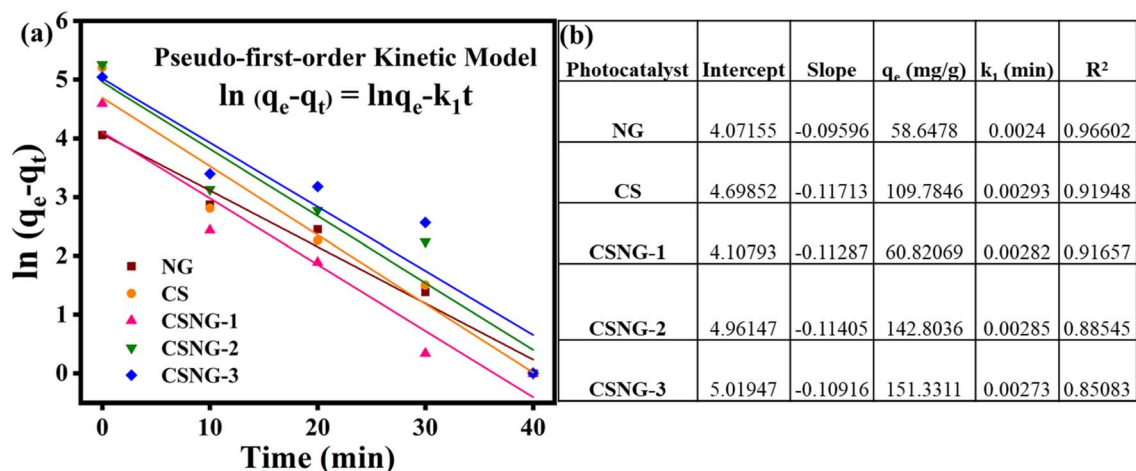 (a)
Pseudo-first-order Kinetic Model
ln (qe-qt) = lnqe-k1t
ln (qe-qt)
6
5
4
3
2
1
0
NG
CS
CSNG-1
CSNG-2
CSNG-3
0 10 20 30 40
Time (min)
(b)
Photocatalyst Intercept Slope qe (mg/g) k1 (min) R²
NG 4.07155 -0.09596 58.6478 0.0024 0.96602
CS 4.69852 -0.11713 109.7846 0.00293 0.91948
CSNG-1 4.10793 -0.11287 60.82069 0.00282 0.91657
CSNG-2 4.96147 -0.11405 142.8036 0.00285 0.88545
CSNG-3 5.01947 -0.10916 151.3311 0.00273 0.85083